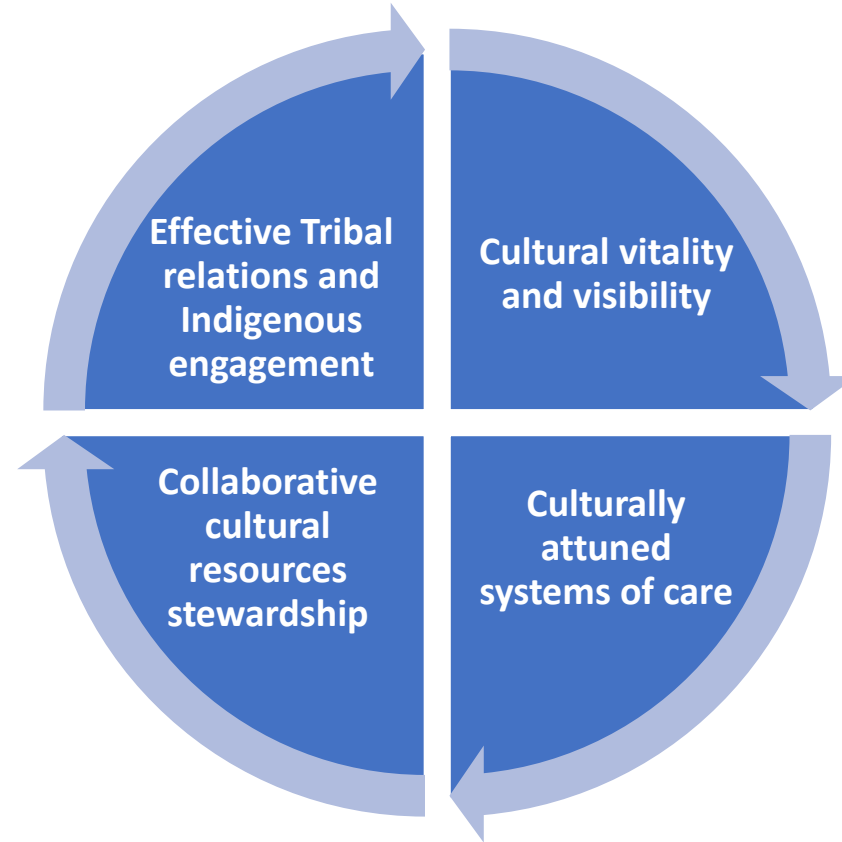 Effective Tribal
relations and
Indigenous
engagement
Cultural vitality
and visibility
Collaborative
cultural
resources
stewardship
Culturally
attuned
systems of care